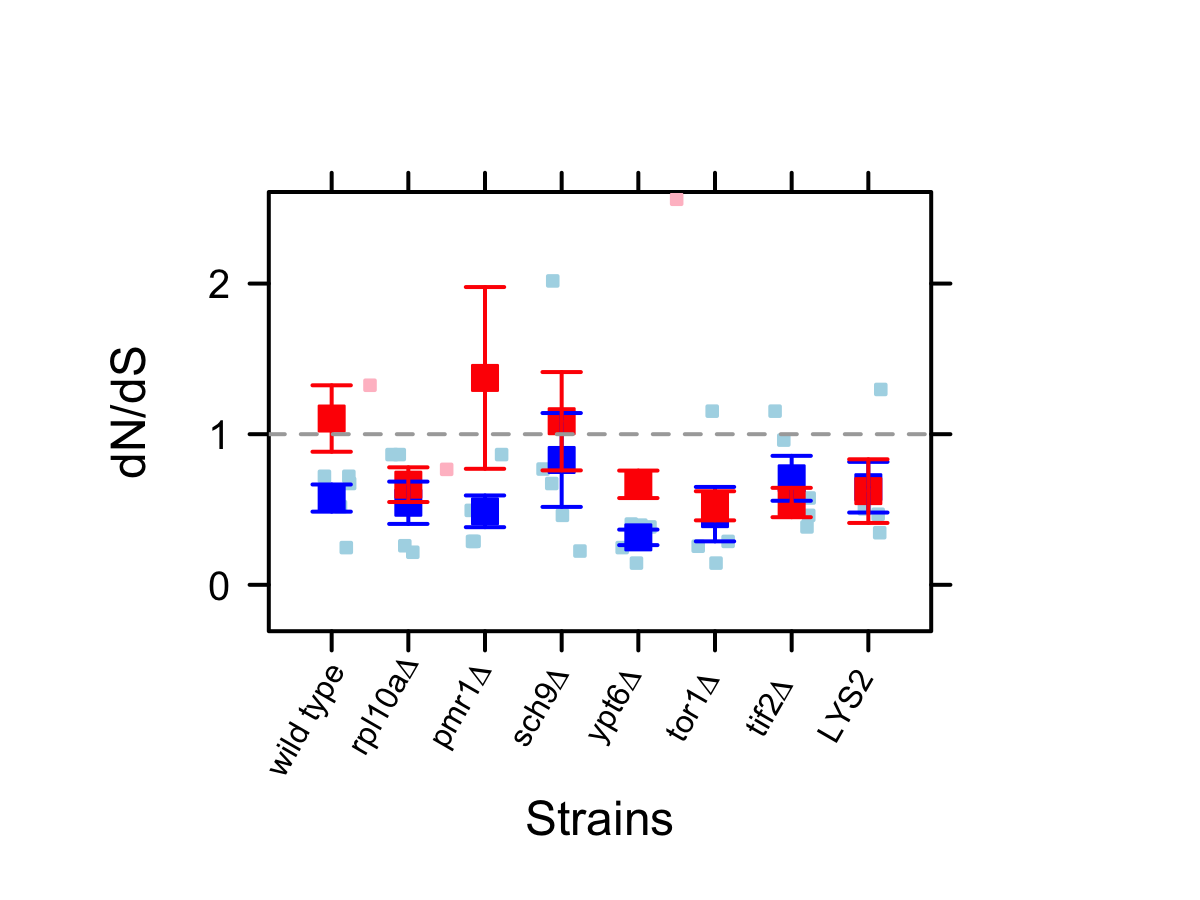 dN/dS
2
1
0
wild type
rpl10aΔ
pmr1Δ
sch9Δ
ypt6Δ
tor1Δ
tif2Δ
LYS2
Strains